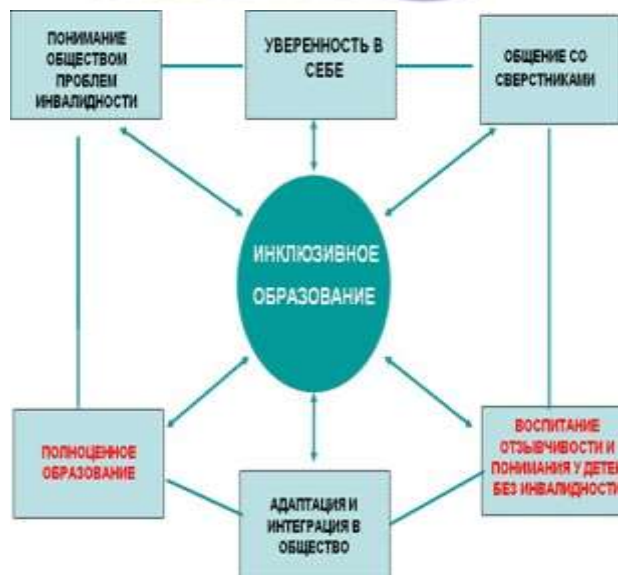 ПОНИМАНИЕ
ОБЩЕСТВОМ
ПРОБЛЕМ
ИНВАЛИДНОСТИ
УВЕРЕННОСТЬ В
СЕБЕ
ОБЩЕНИЕ СО
СВЕРСТНИКАМИ
ИНКЛЮЗИВНОЕ
ОБРАЗОВАНИЕ
ПОЛНОЦЕННОЕ
ОБРАЗОВАНИЕ
АДАПТАЦИЯ И
ИНТЕГРАЦИЯ В
ОБЩЕСТВО
ВОСПИТАНИЕ
ОТЗЫВЧИВОСТИ И
ПОНИМАНИЯ У ДЕТЕЙ
БЕЗ ИНВАЛИДНОСТИ